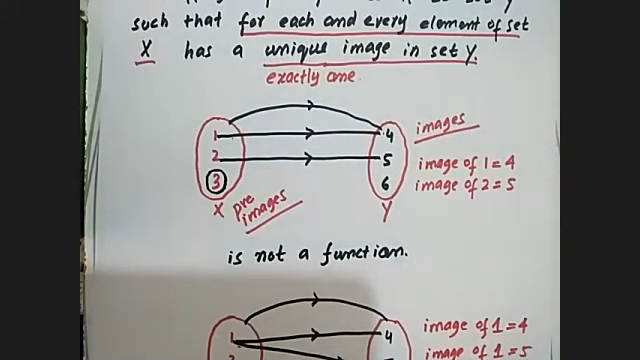 such that for each and every element of set
X has a unique image in set Y.
exactly one
images
1 4
2 5
3 6
image of 1 = 4
image of 2 = 5
X pre images Y
is not a function.
image of 1 = 4
1 4
image of 1 = 5